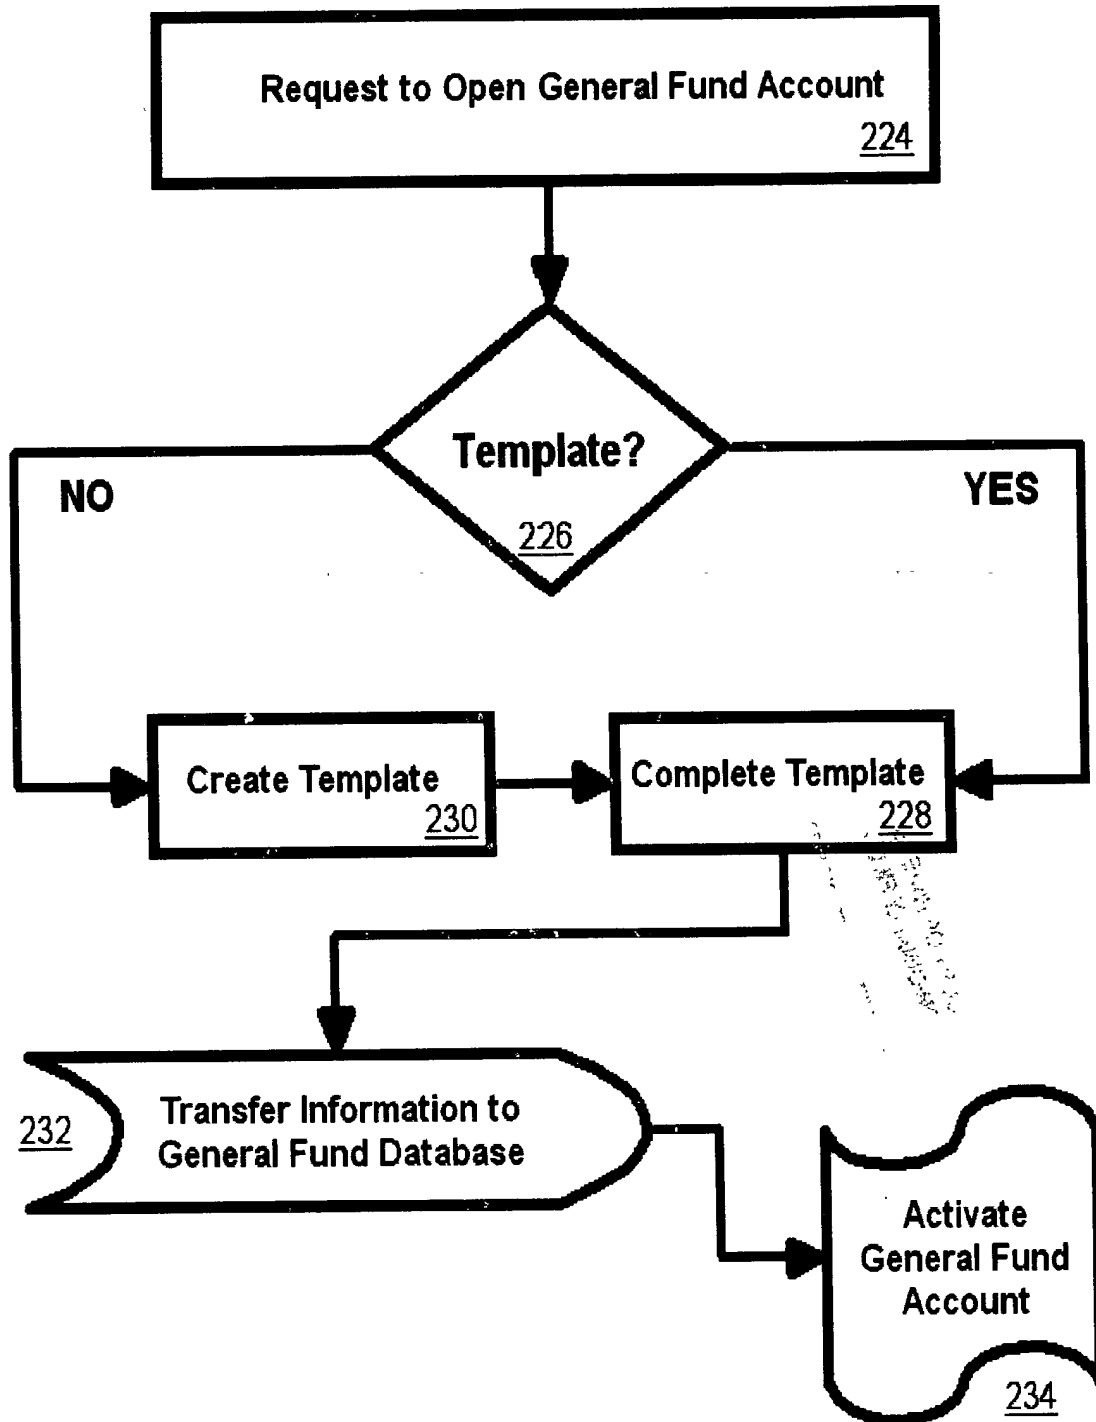 Request to Open General Fund Account
224
Template?
226
NO
YES
Create Template
230
Complete Template
228
232
Transfer Information to
General Fund Database
Activate
General Fund
Account
234